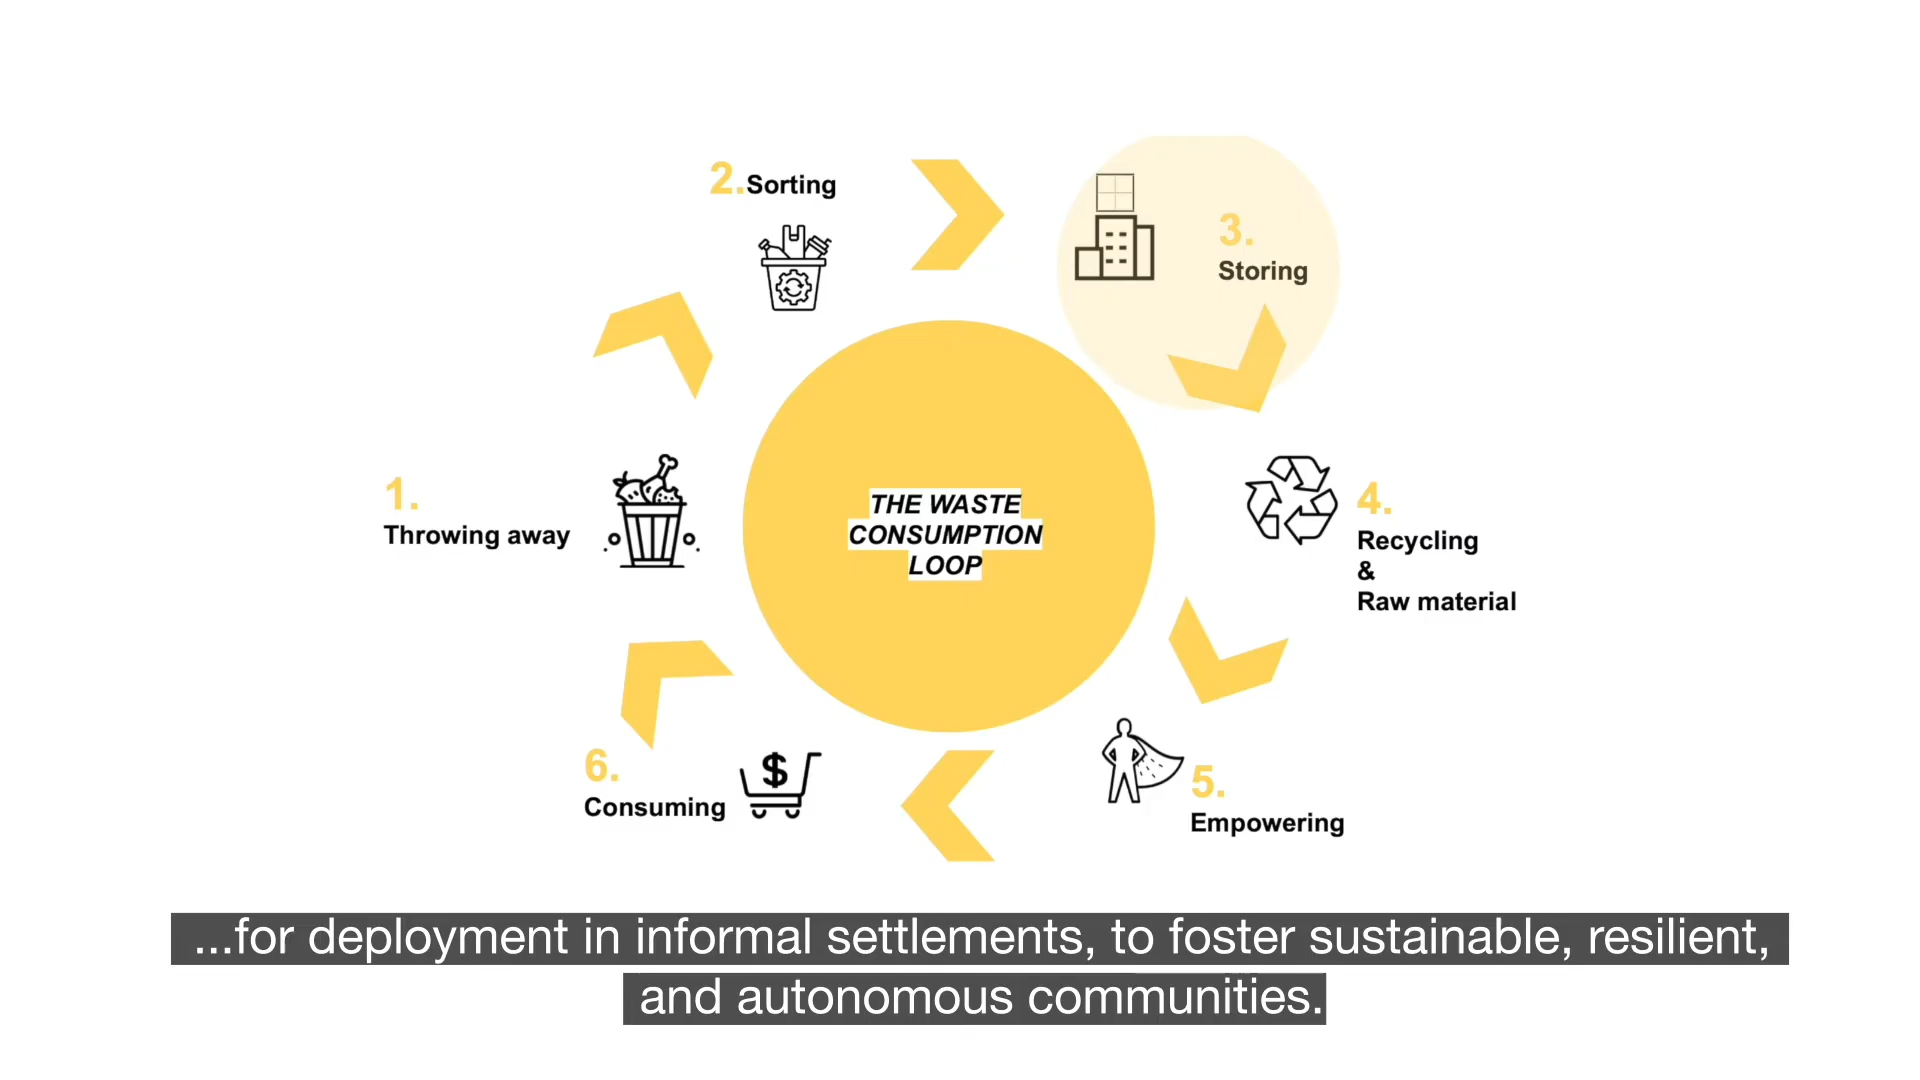 2. Sorting
3.
Storing
1.
Throwing away
THE WASTE
CONSUMPTION
LOOP
4.
Recycling
&
Raw material
6.
Consuming
$
5.
Empowering
...for deployment in informal settlements, to foster sustainable, resilient,
and autonomous communities.